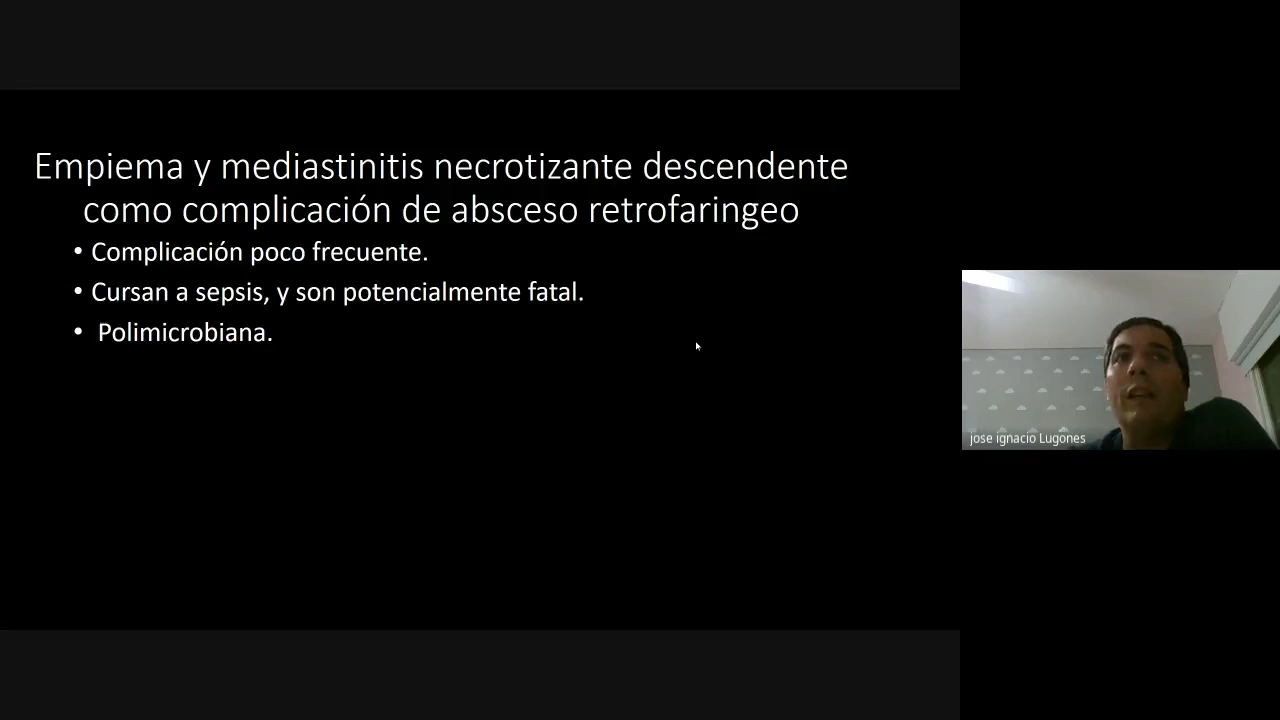 Empiema y mediastinitis necrotizante descendente
como complicación de absceso retrofaringeo
• Complicación poco frecuente.
• Cursan a sepsis, y son potencialmente fatal.
• Polimicrobiana.
jose ignacio Lugones